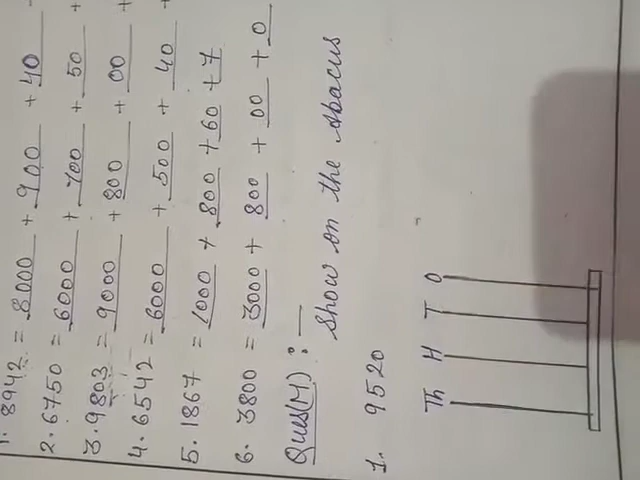 1. 8942 = 8000 + 900 + 40
2. 6750 = 6000 + 700 + 50 +
3. 9803 = 9000 + 800 + 00 +
4. 6542 = 6000 + 500 + 40 +
5. 1867 = 1000 + 800 + 60 + 7
6. 3800 = 3000 + 800 + 00 + 0
Ques(M) : —
Show on the Abacus
1. 9520
Th H T O